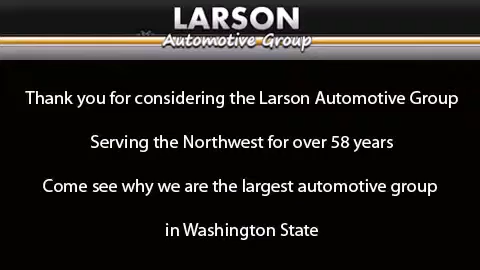 LARSON
Automotive Group
Thank you for considering the Larson Automotive Group
Serving the Northwest for over 58 years
Come see why we are the largest automotive group
in Washington State